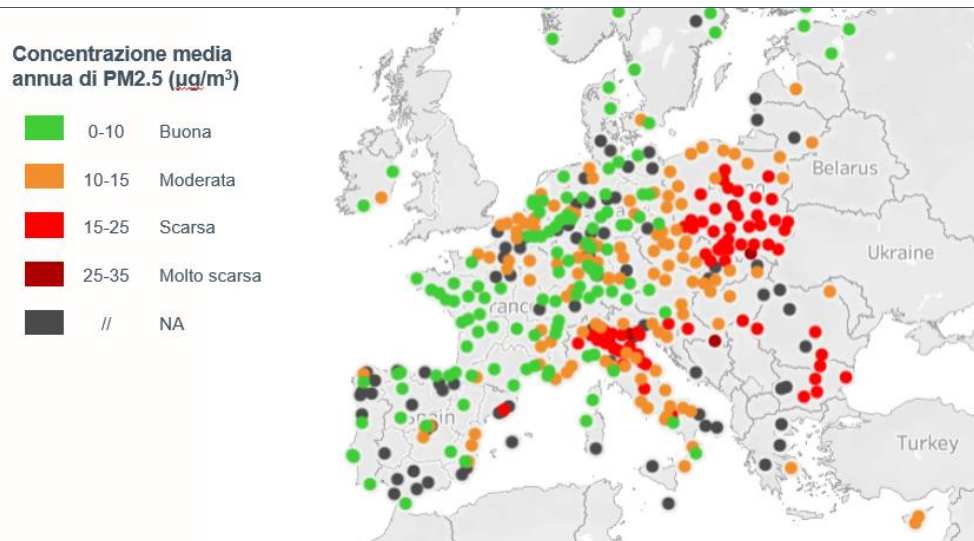 Concentrazione media
annua di PM2.5 (µg/m³)
0-10 Buona
10-15 Moderata
15-25 Scarsa
25-35 Molto scarsa
// NA
Belarus
Ukraine
Turkey